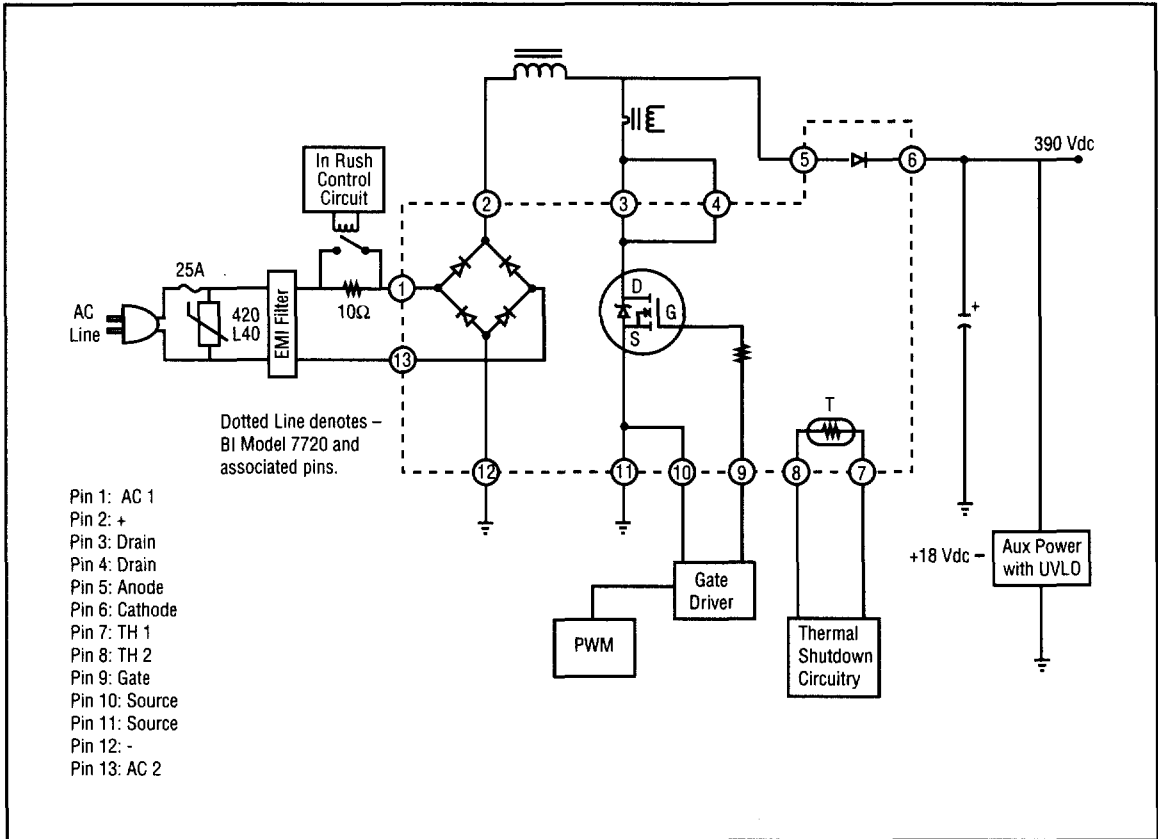 In Rush
Control
Circuit
25A
AC
Line
420
L40
EMI Filter
10Ω
1
2
3
4
5
6
390 Vdc
+
D
G
S
13
Dotted Line denotes –
BI Model 7720 and
associated pins.
T
12
11
10
9
8
7
Pin 1: AC 1
Pin 2: +
Pin 3: Drain
Pin 4: Drain
Pin 5: Anode
Pin 6: Cathode
Pin 7: TH 1
Pin 8: TH 2
Pin 9: Gate
Pin 10: Source
Pin 11: Source
Pin 12: -
Pin 13: AC 2
Gate
Driver
PWM
Thermal
Shutdown
Circuitry
+18 Vdc –
Aux Power
with UVLO